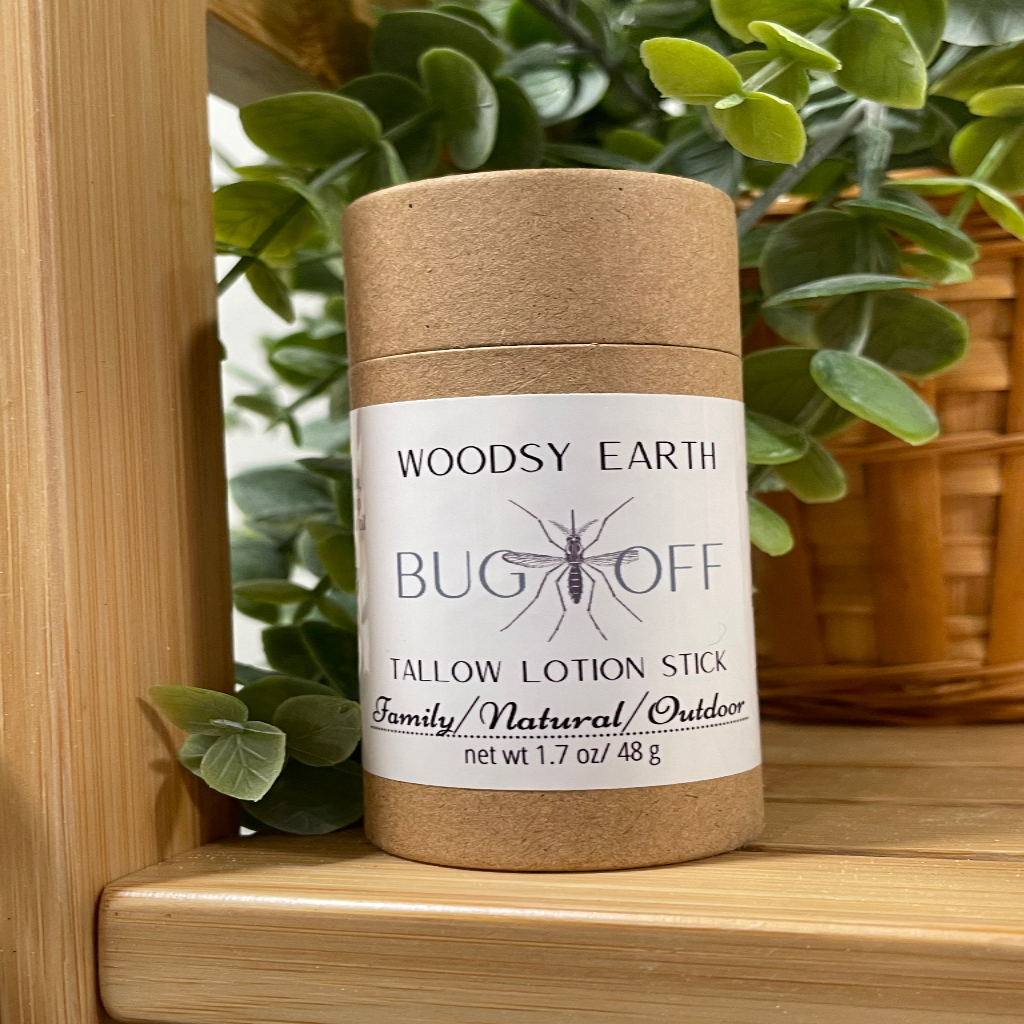 WOODSY EARTH
BUG OFF
TALLOW LOTION STICK
Family/Natural/Outdoor
net wt 1.7 oz/ 48 g